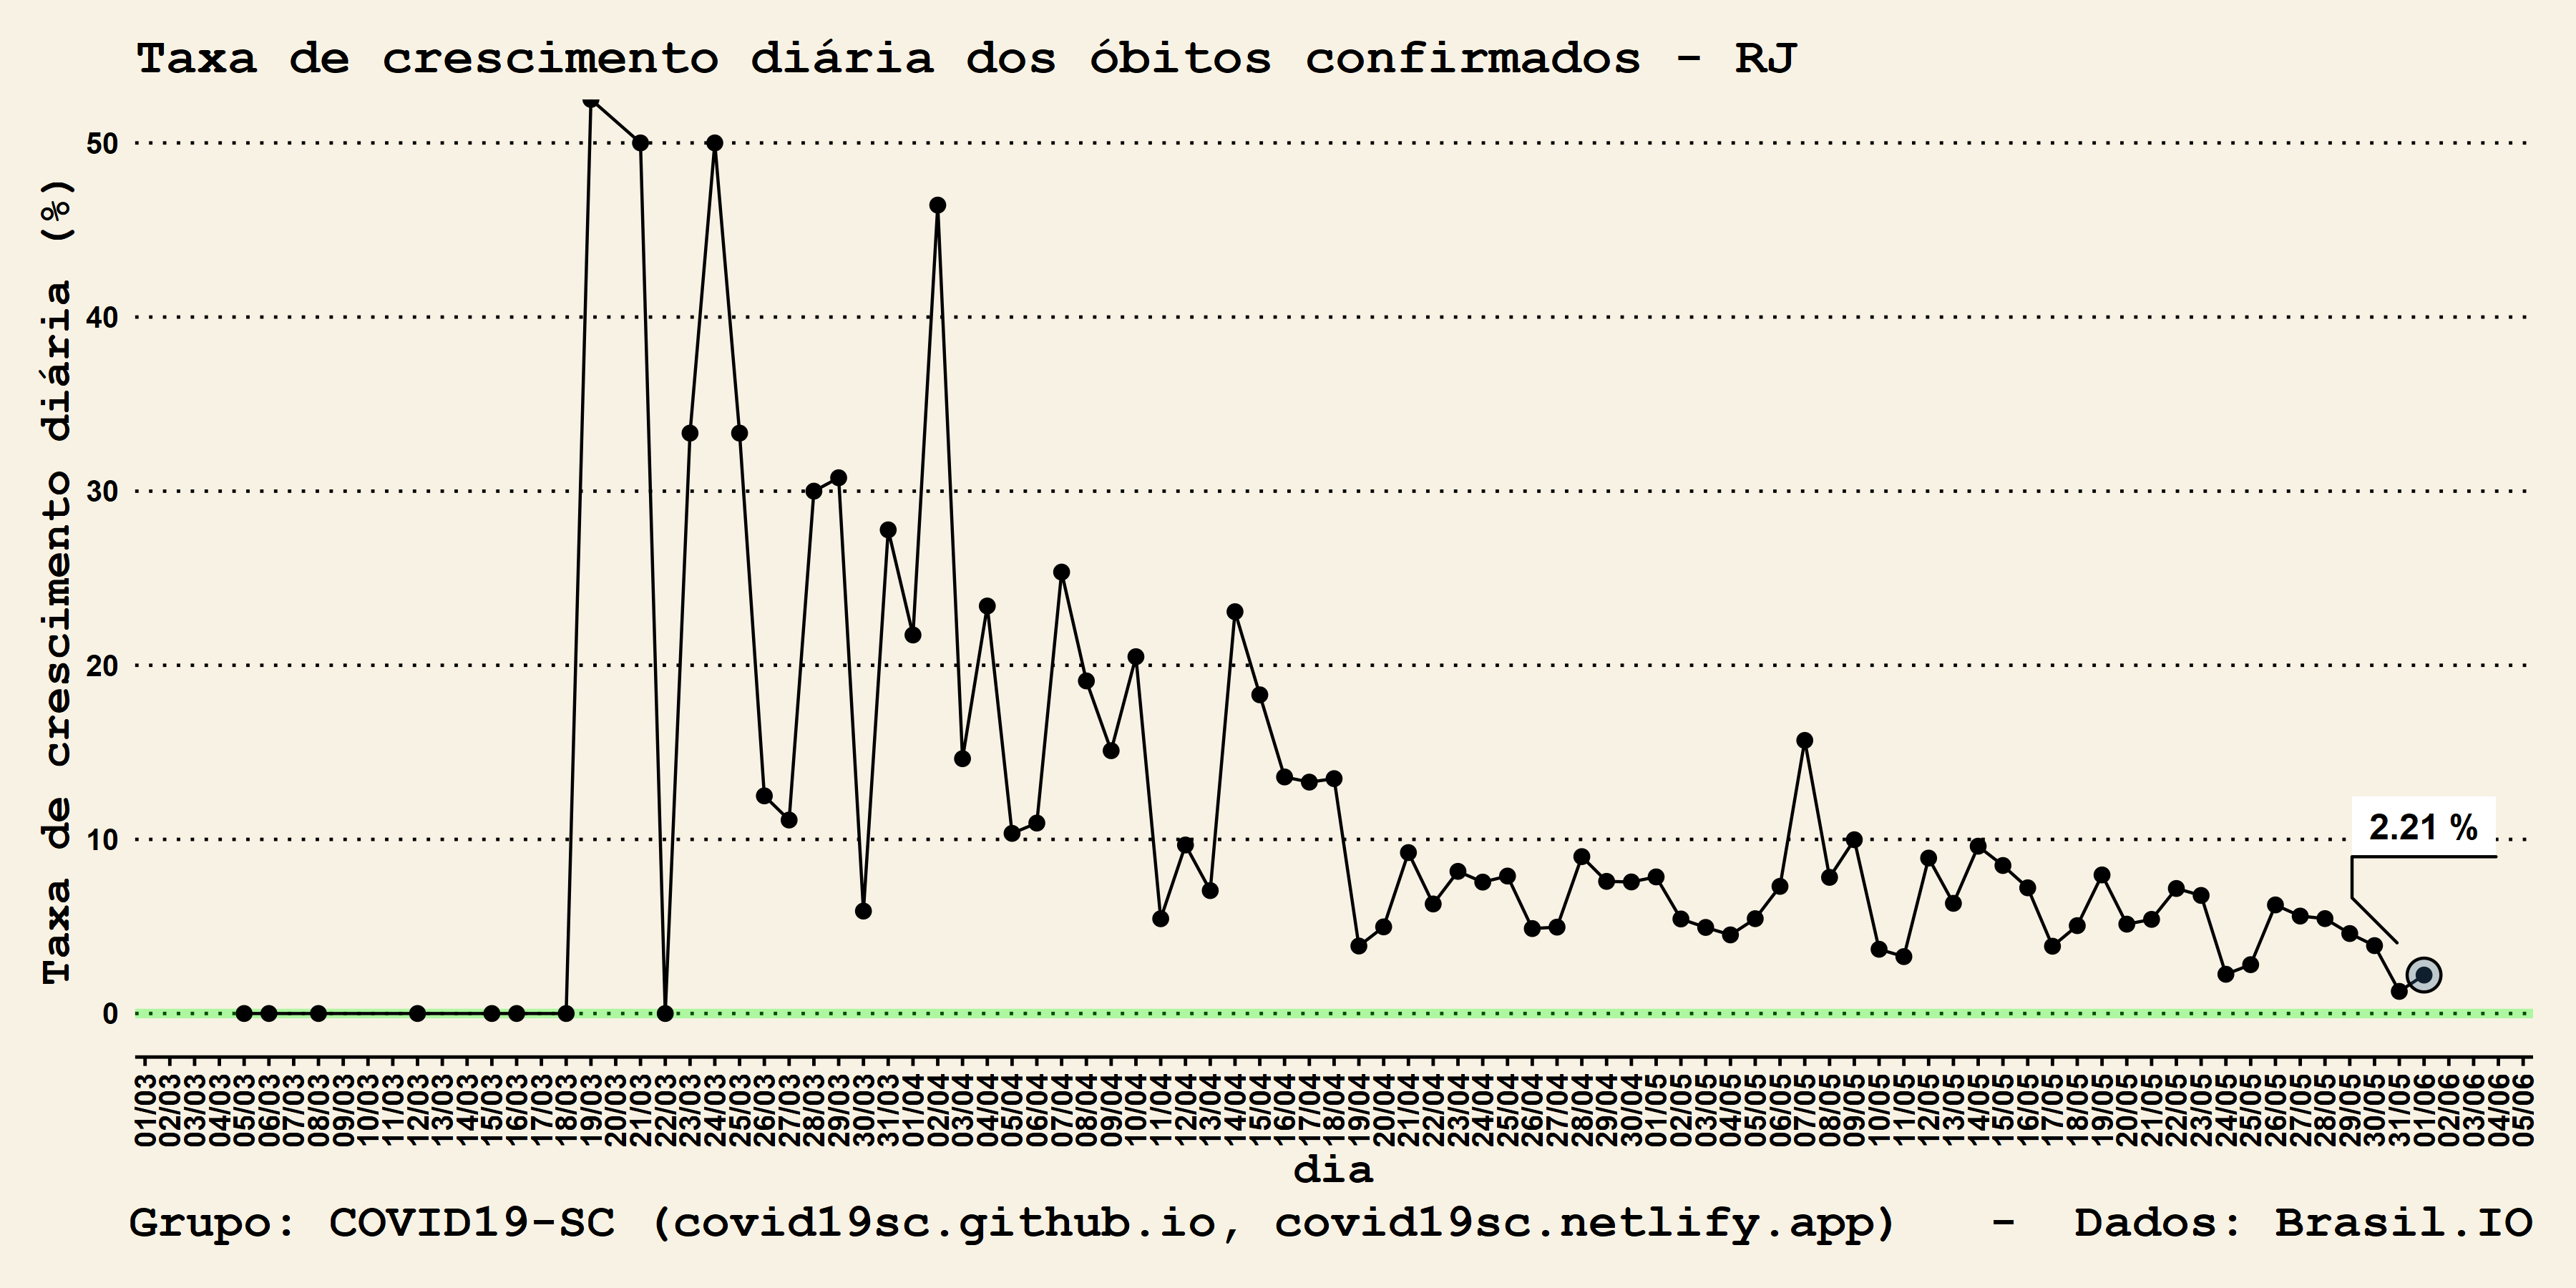 Taxa de crescimento diária dos óbitos confirmados - RJ
Taxa de crescimento diária (%)
50
40
30
20
10
0
2.21 %
01/03 02/03 03/03 04/03 05/03 06/03 07/03 08/03 09/03 10/03 11/03 12/03 13/03 14/03 15/03 16/03 17/03 18/03 19/03 20/03 21/03 22/03 23/03 24/03 25/03 26/03 27/03 28/03 29/03 30/03 31/03 01/04 02/04 03/04 04/04 05/04 06/04 07/04 08/04 09/04 10/04 11/04 12/04 13/04 14/04 15/04 16/04 17/04 18/04 19/04 20/04 21/04 22/04 23/04 24/04 25/04 26/04 27/04 28/04 29/04 30/04 01/05 02/05 03/05 04/05 05/05 06/05 07/05 08/05 09/05 10/05 11/05 12/05 13/05 14/05 15/05 16/05 17/05 18/05 19/05 20/05 21/05 22/05 23/05 24/05 25/05 26/05 27/05 28/05 29/05 30/05 31/05 01/06 02/06 03/06 04/06 05/06
dia
Grupo: COVID19-SC (covid19sc.github.io, covid19sc.netlify.app) - Dados: Brasil.IO